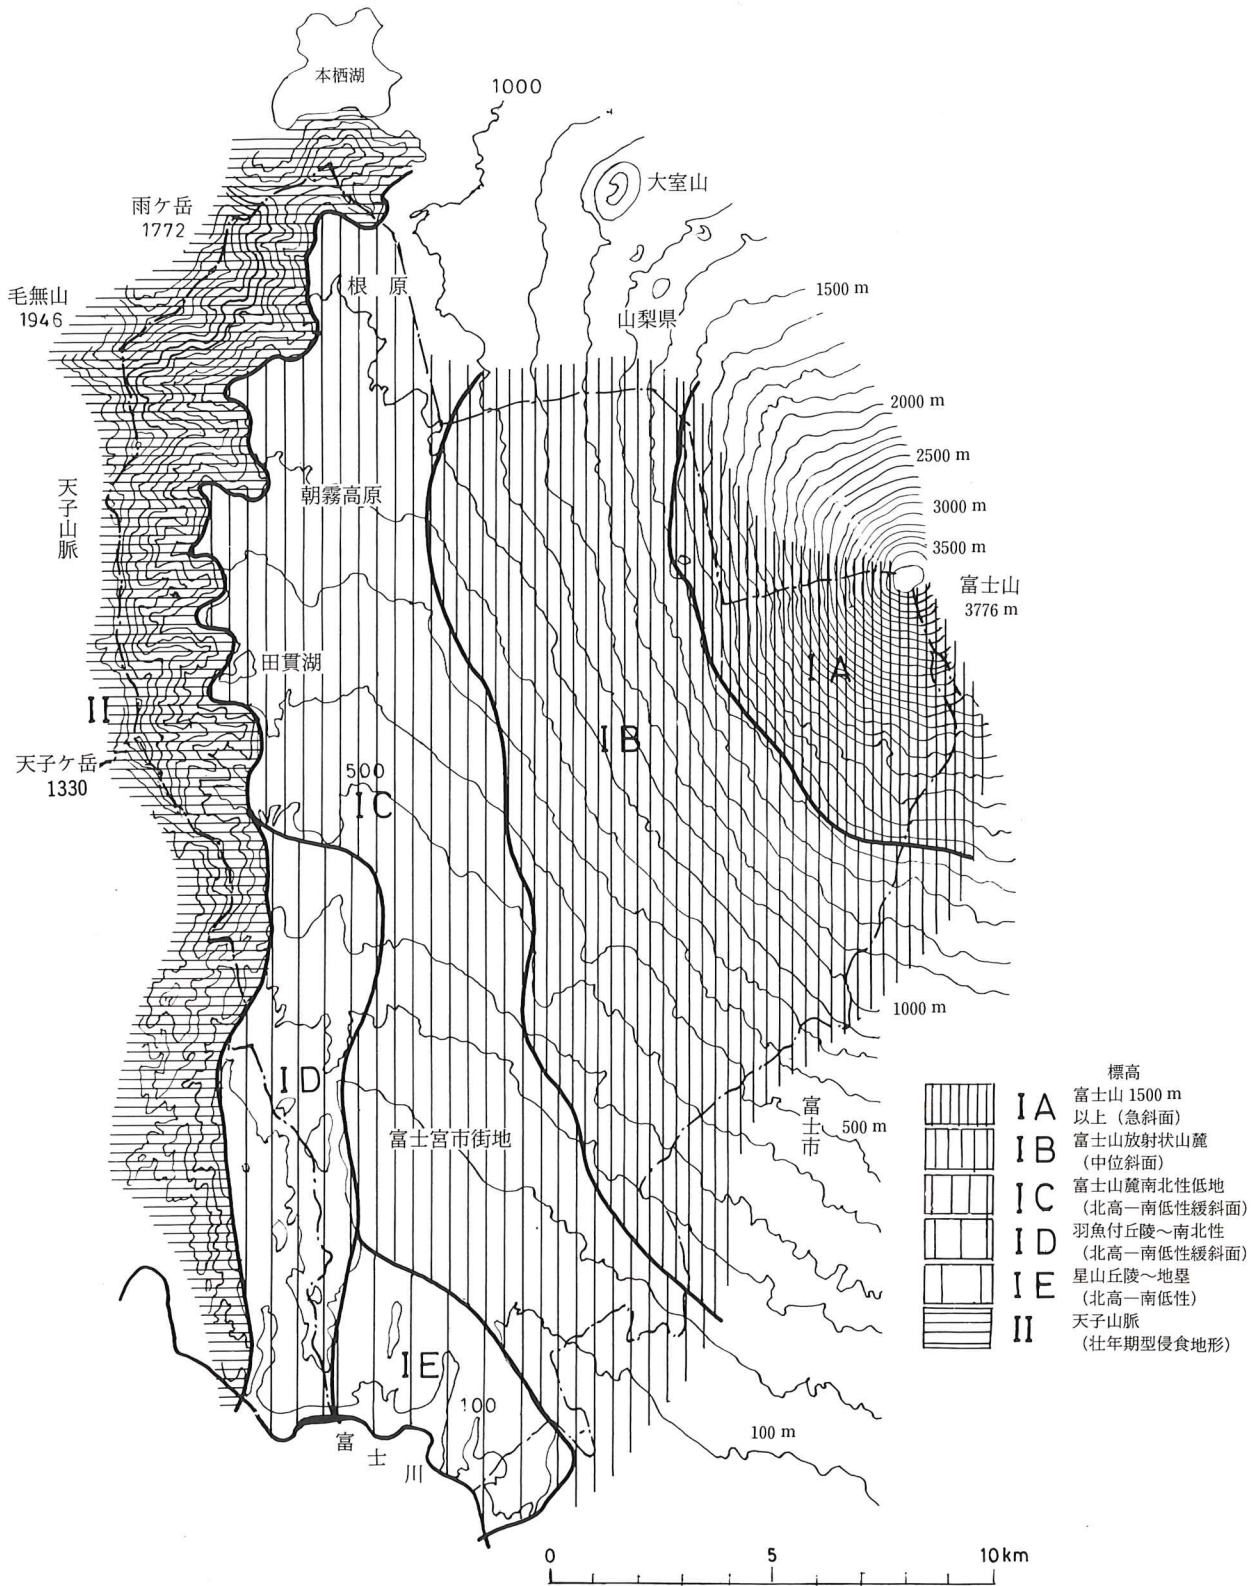 本栖湖
1000
大室山
雨ケ岳
1772
毛無山
1946
根原
1500 m
山梨県
2000 m
2500 m
天子山脈
朝霧高原
3000 m
3500 m
富士山
3776 m
田貫湖
IA
II
IB
天子ケ岳
1330
500
IC
1000 m
ID
富士宮市街地
富士市
500 m
IE
100
100 m
富士川
標高
IA 富士山 1500 m
以上（急斜面）
IB 富士山放射状山麓
（中位斜面）
IC 富士山麓南北性低地
（北高―南低性緩斜面）
ID 羽魚付丘陵～南北性
（北高―南低性緩斜面）
IE 星山丘陵～地塁
（北高―南低性）
II 天子山脈
（壮年期型侵食地形）
0 5 10km